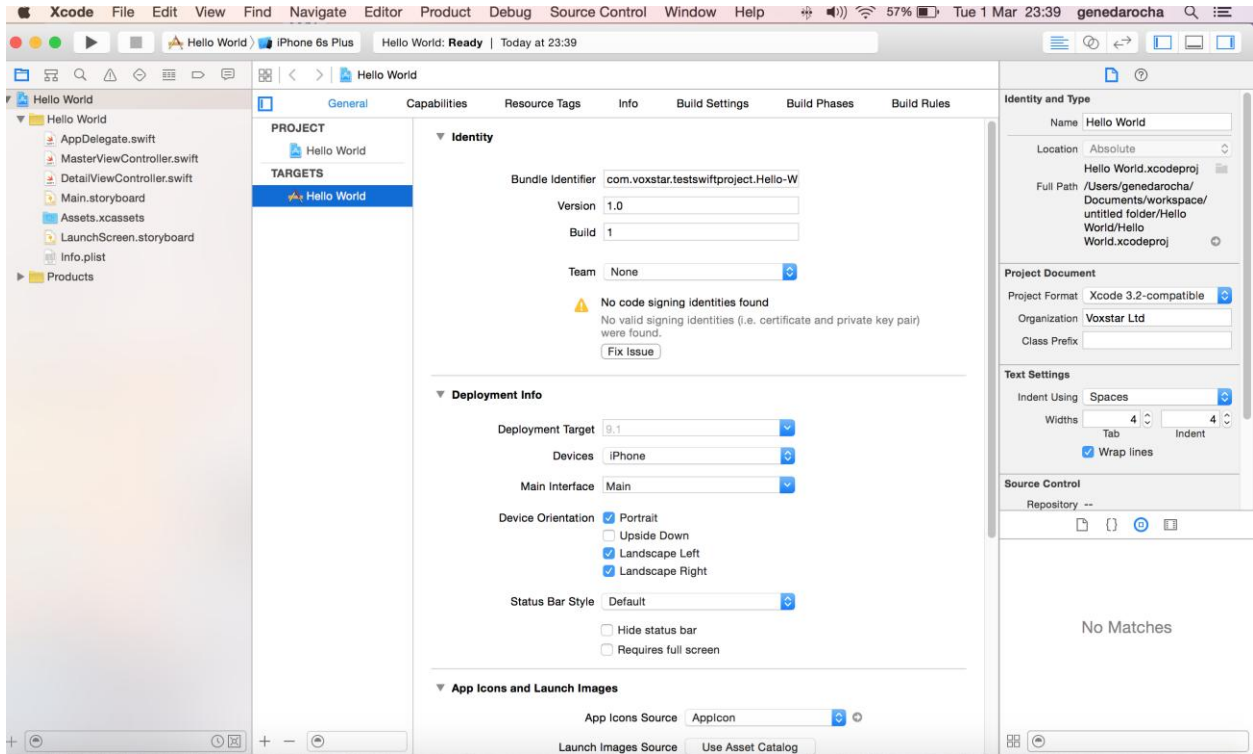 Xcode File Edit View Find Navigate Editor Product Debug Source Control Window Help 57% Tue 1 Mar 23:39 genedarocha
Hello World iPhone 6s Plus Hello World: Ready | Today at 23:39
Hello World
Hello World
Hello World
AppDelegate.swift
MasterViewController.swift
DetailViewController.swift
Main.storyboard
Assets.xcassets
LaunchScreen.storyboard
Info.plist
Products
General Capabilities Resource Tags Info Build Settings Build Phases Build Rules
PROJECT
Hello World
TARGETS
Hello World
Identity
Bundle Identifier com.voxstar.testswiftproject.Hello-W
Version 1.0
Build 1
Team None
No code signing identities found
No valid signing identities (i.e. certificate and private key pair)
were found.
Fix Issue
Deployment Info
Deployment Target 9.1
Devices iPhone
Main Interface Main
Device Orientation Portrait
Upside Down
Landscape Left
Landscape Right
Status Bar Style Default
Hide status bar
Requires full screen
App Icons and Launch Images
App Icons Source AppIcon
Launch Images Source Use Asset Catalog
Identity and Type
Name Hello World
Location Absolute
Hello World.xcodeproj
Full Path /Users/genedarocha/
Documents/workspace/
untitled folder/Hello
World/Hello
World.xcodeproj
Project Document
Project Format Xcode 3.2-compatible
Organization Voxstar Ltd
Class Prefix
Text Settings
Indent Using Spaces
Widths 4 4
Tab Indent
Wrap lines
Source Control
Repository --
No Matches